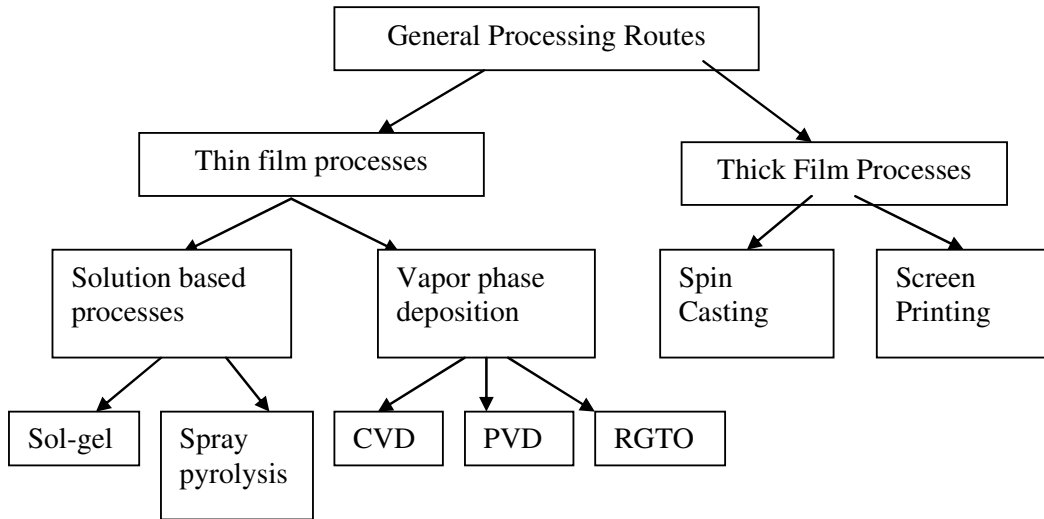 General Processing Routes
Thin film processes
Thick Film Processes
Solution based
processes
Vapor phase
deposition
Spin
Casting
Screen
Printing
Sol-gel
Spray
pyrolysis
CVD
PVD
RGTO